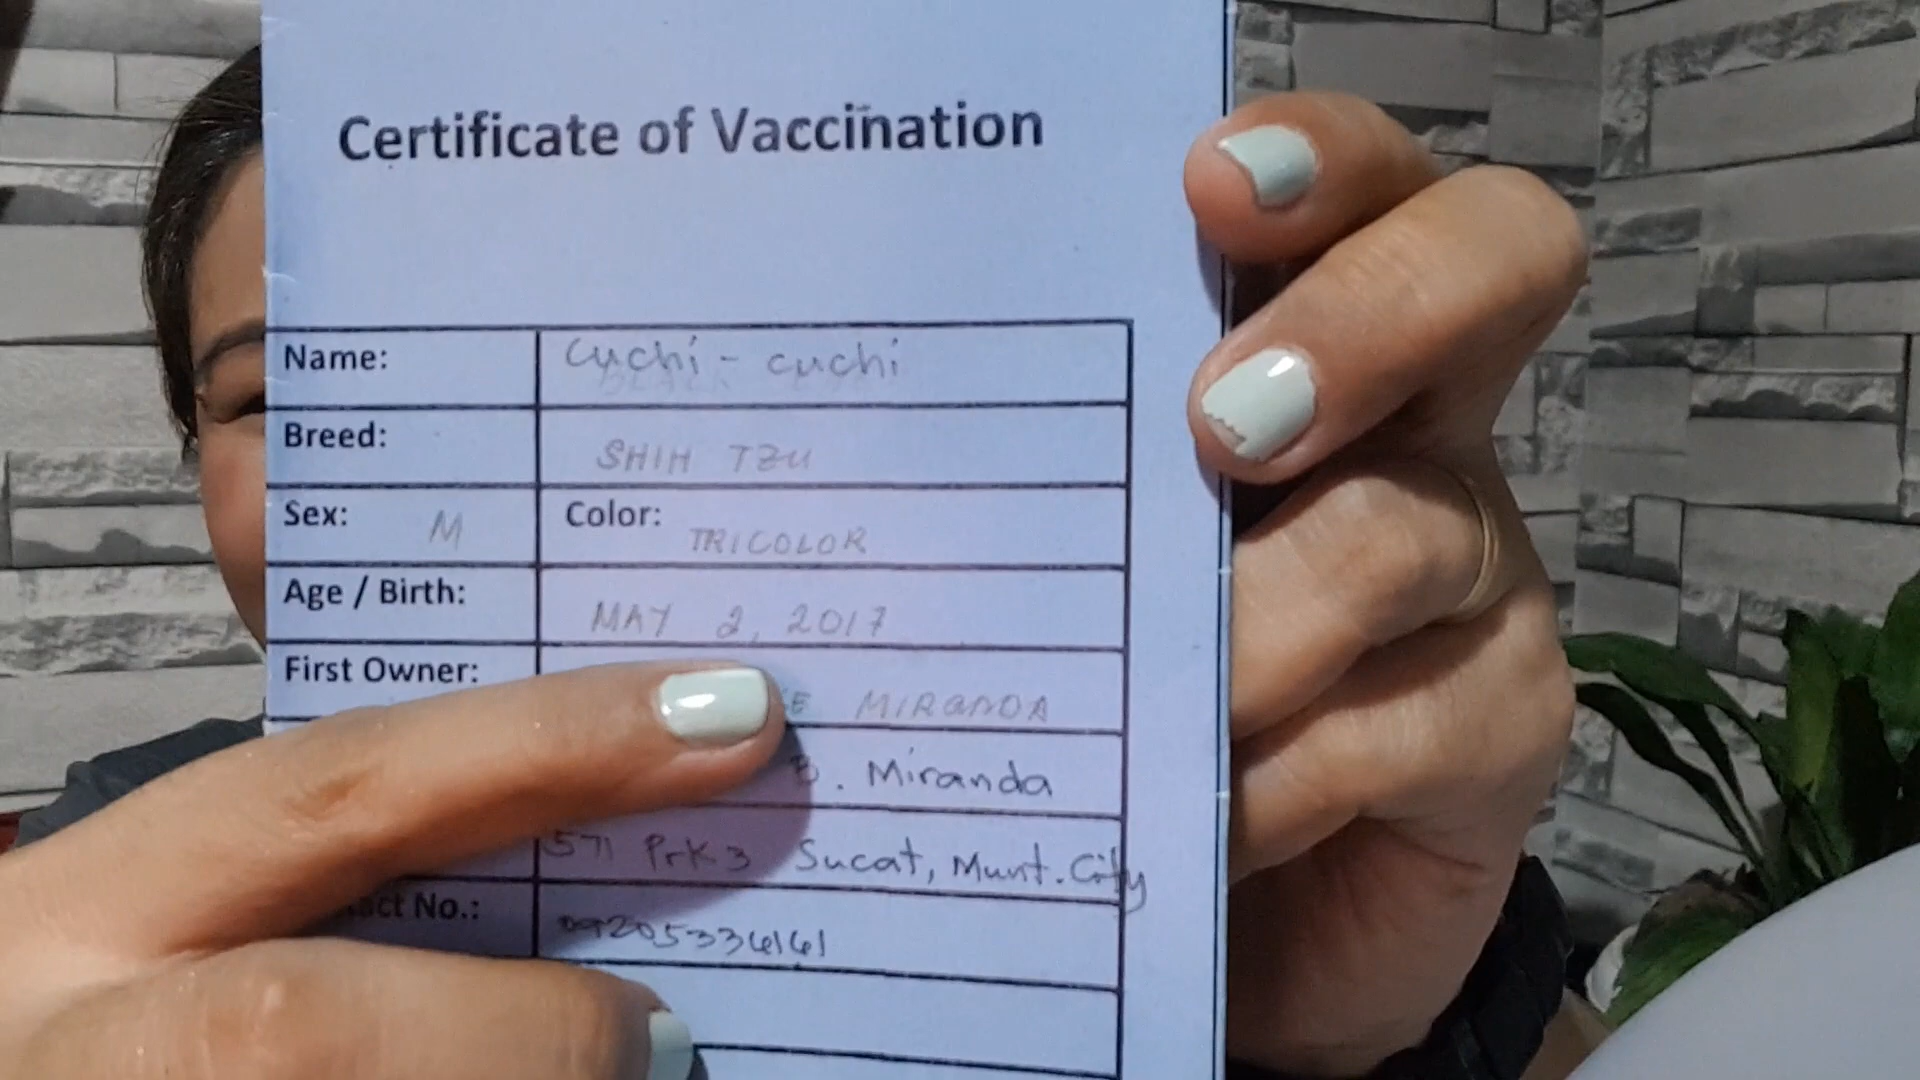 Certificate of Vaccination
Name: Cuchi - cuchi
Breed: SHIH TZU
Sex: M Color: TRICOLOR
Age / Birth: MAY 2, 2017
First Owner: MIRANDA
B. Miranda
571 Prk 3 Sucat, Munt. City
No.: 09205336161